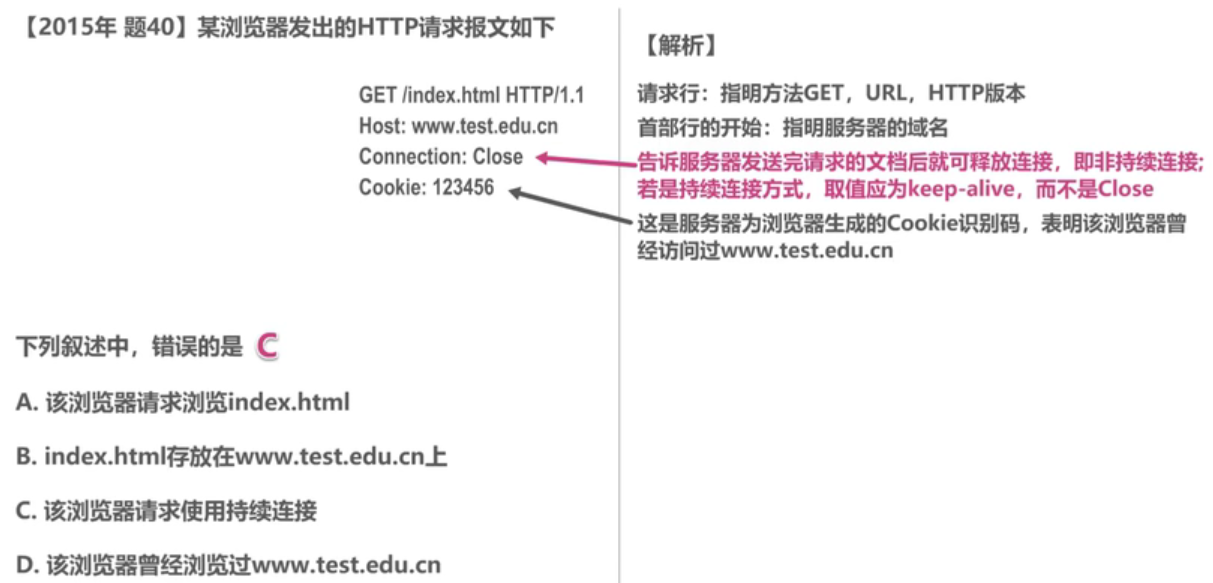 【2015年 题40】某浏览器发出的HTTP请求报文如下
GET /index.html HTTP/1.1
Host: www.test.edu.cn
Connection: Close
Cookie: 123456
下列叙述中，错误的是 C
A. 该浏览器请求浏览index.html
B. index.html存放在www.test.edu.cn上
C. 该浏览器请求使用持续连接
D. 该浏览器曾经浏览过www.test.edu.cn
【解析】
请求行：指明方法GET，URL，HTTP版本
首部行的开始：指明服务器的域名
告诉服务器发送完请求的文档后就可释放连接，即非持续连接;
若是持续连接方式，取值应为keep-alive，而不是Close
这是服务器为浏览器生成的Cookie识别码，表明该浏览器曾
经访问过www.test.edu.cn